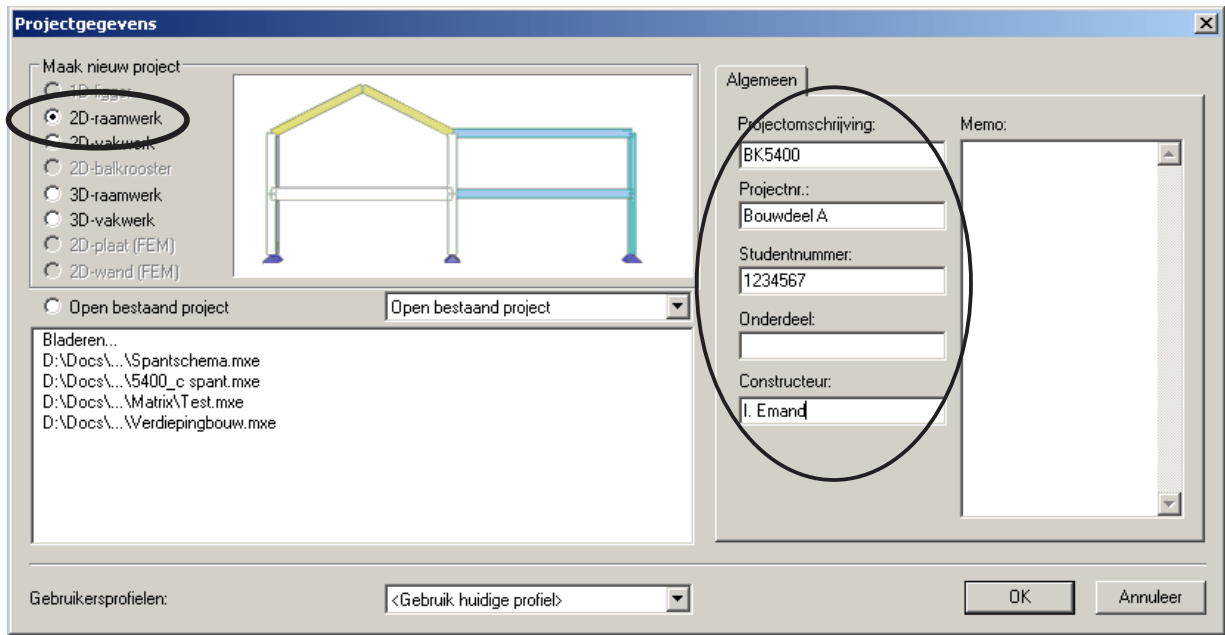 Projectgegevens
Maak nieuw project
1D-ligger
2D-raamwerk
2D-vakwerk
2D-balkrooster
3D-raamwerk
3D-vakwerk
2D-plaat (FEM)
2D-wand (FEM)
Open bestaand project
Open bestaand project
Bladeren...
D:\Docs\...\Spantschema.mxe
D:\Docs\...\5400_c spant.mxe
D:\Docs\...\Matrix\Test.mxe
D:\Docs\...\Verdiepingbouw.mxe
Algemeen
Projectomschrijving:
BK5400
Projectnr.:
Bouwdeel A
Studentnummer:
1234567
Onderdeel:
Constructeur:
I. Emand
Memo:
Gebruikersprofielen:
<Gebruik huidige profiel>
OK
Annuleer